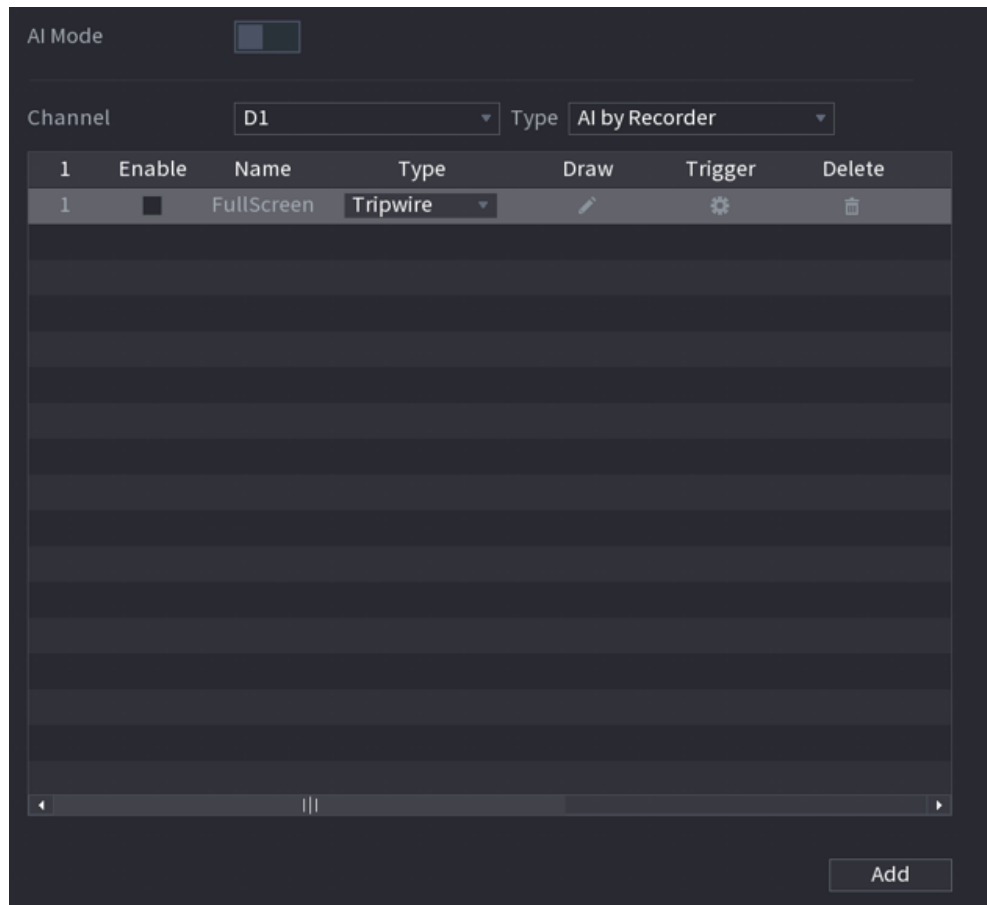 AI Mode
Channel D1 Type AI by Recorder
1 Enable Name Type Draw Trigger Delete
1 FullScreen Tripwire
Add